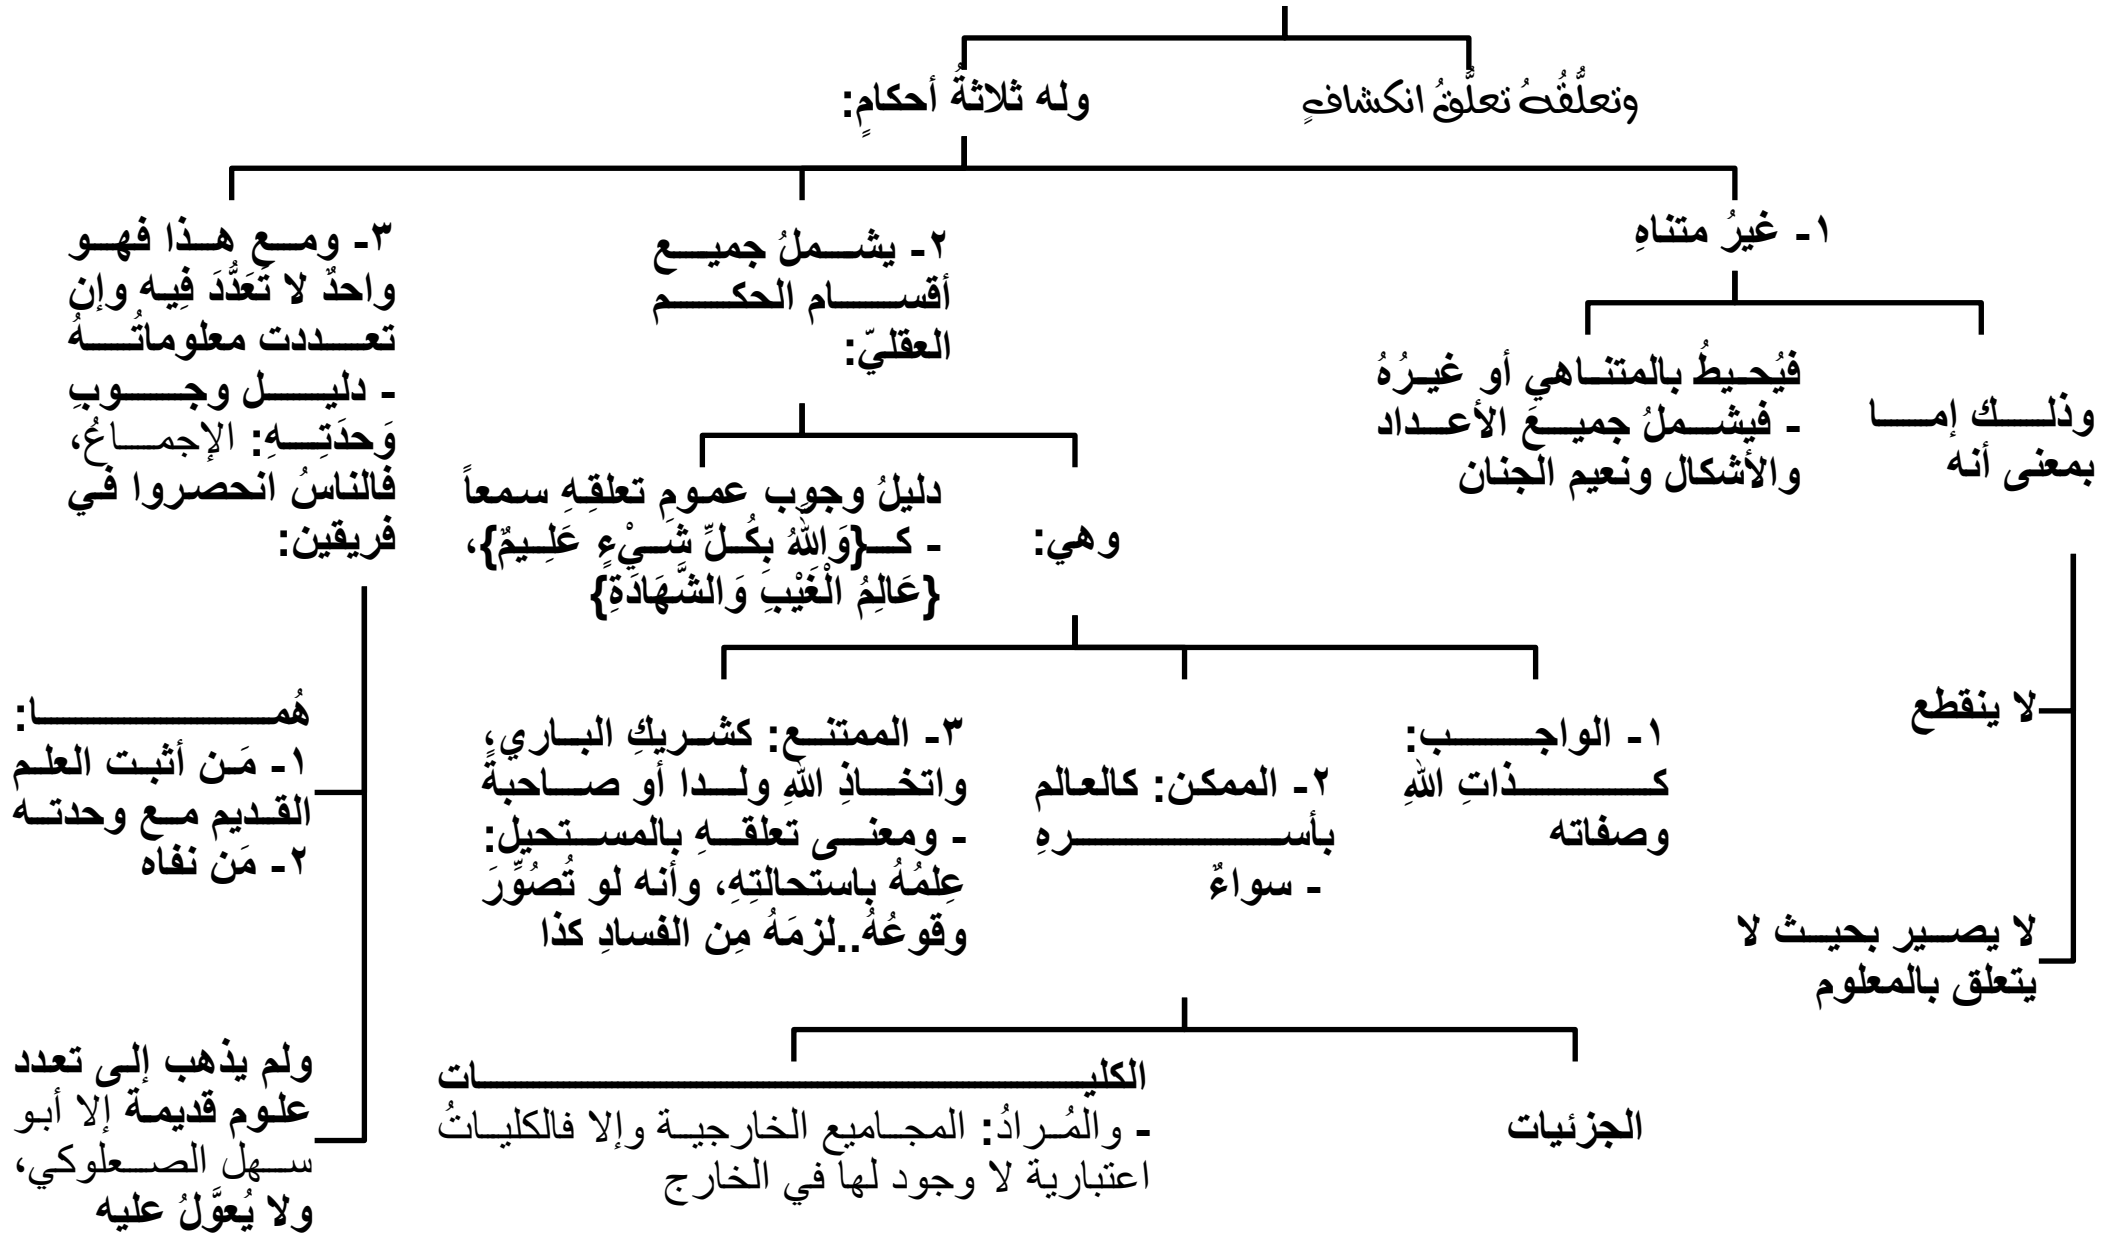 وتعلُّقُهُ تعلُّقُ انكشافٍ
وله ثلاثةُ أحكامٍ:
١- غيرُ متناهِ
وذلك إما
بمعنى أنه
لا ينقطع
لا يصير بحيث لا
يتعلق بالمعلوم
فيُحيطُ بالمتناهي أو غيرُهُ
- فيشملُ جميعَ الأعداد
والأشكال ونعيم الجنان
٢- يشملُ جميع
أقسام الحكم
العقليّ:
وهي:
١- الواجب:
كذاتِ اللهِ
وصفاته
٢- الممكن: كالعالم
بأسرهِ
- سواءٌ
الجزئيات
الكليات
- والمُرادُ: المجاميع الخارجية وإلا فالكلياتُ
اعتبارية لا وجود لها في الخارج
٣- الممتنع: كشريكِ الباري،
واتخاذِ اللهِ ولدا أو صاحبةً
- ومعنى تعلقهِ بالمستحيل:
عِلمُهُ باستحالتِهِ، وأنه لو تُصُوِّرَ
وقوعُهُ..لزمَهُ مِن الفسادِ كذا
دليلُ وجوب عمومِ تعلقِهِ سمعاً
- كـ{وَاللهُ بِكُلِّ شَيْءٍ عَلِيمٌ}،
{عَالِمُ الْغَيْبِ وَالشَّهَادَةِ}
٣- ومع هذا فهو
واحدٌ لا تَعَدُّدَ فِيه وإن
تعددت معلوماتُهُ
- دليل وجوبِ
وَحدَتِهِ: الإجماعُ،
فالناسُ انحصروا في
فريقين:
هُما:
١- مَن أثبت العلم
القديم مع وحدته
٢- مَن نفاه
ولم يذهب إلى تعدد
علوم قديمة إلا أبو
سهل الصعلوكي،
ولا يُعوَّلُ عليه